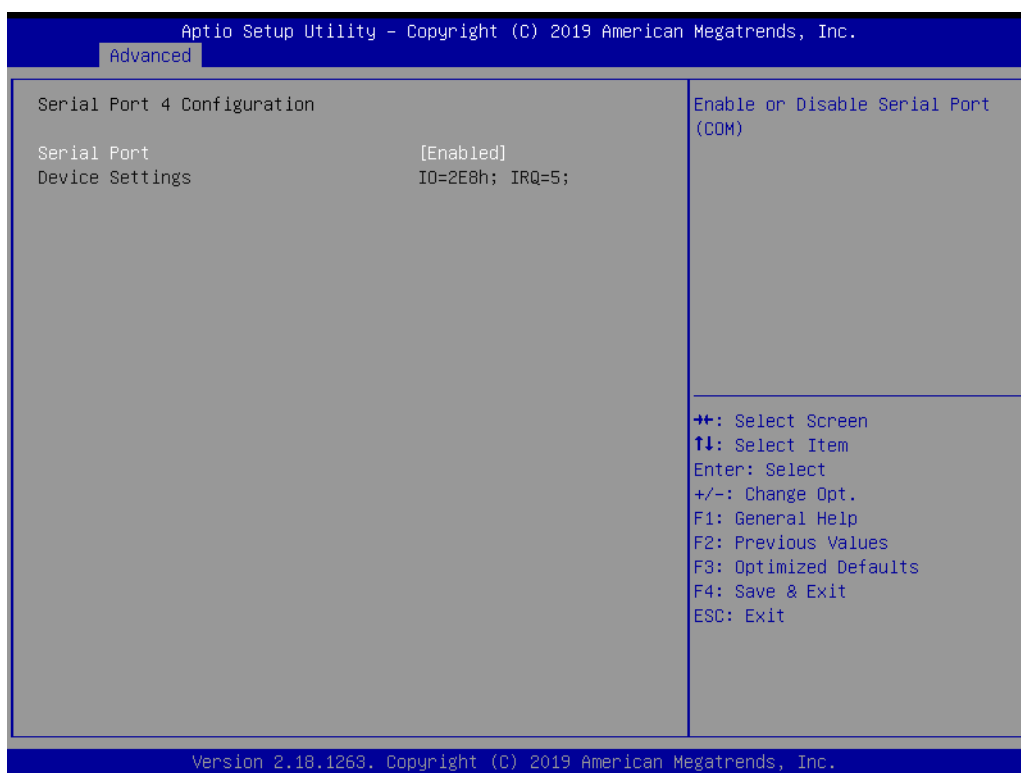 Aptio Setup Utility – Copyright (C) 2019 American Megatrends, Inc.
Advanced
Serial Port 4 Configuration
Serial Port [Enabled]
Device Settings IO=2E8h; IRQ=5;
Enable or Disable Serial Port
(COM)
→←: Select Screen
↑↓: Select Item
Enter: Select
+/-: Change Opt.
F1: General Help
F2: Previous Values
F3: Optimized Defaults
F4: Save & Exit
ESC: Exit
Version 2.18.1263. Copyright (C) 2019 American Megatrends, Inc.